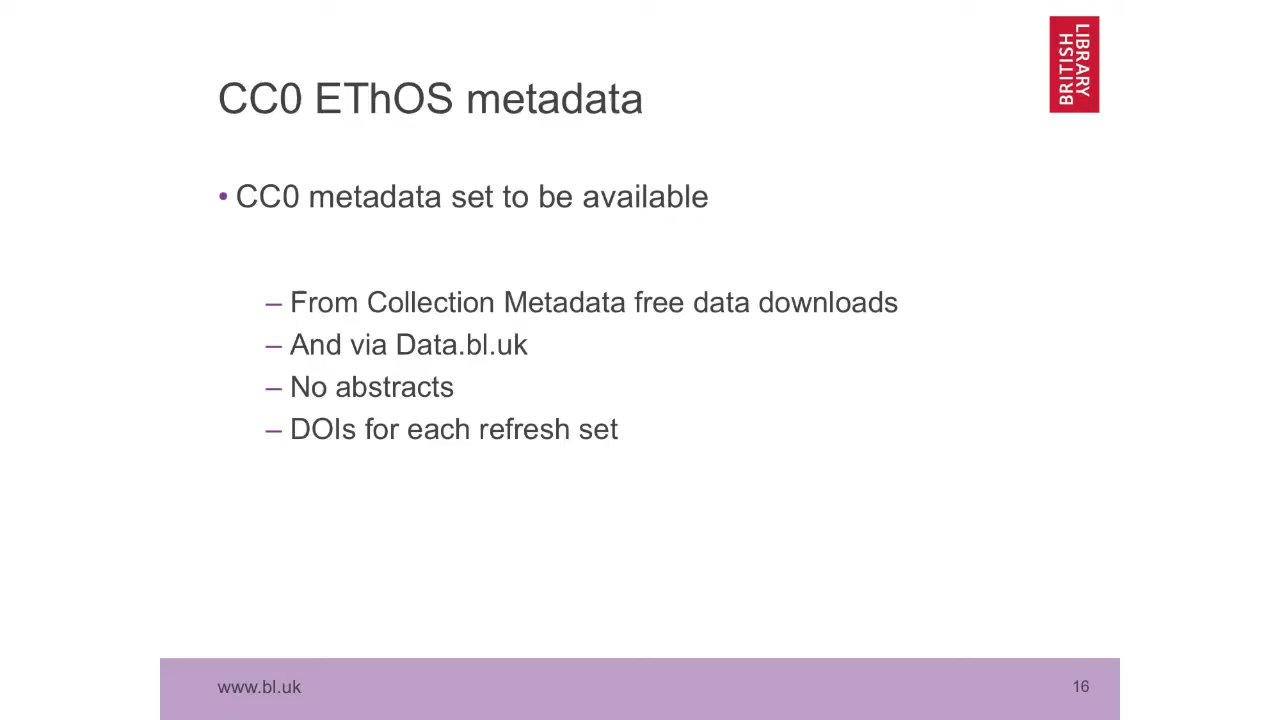 BRITISH
LIBRARY
CC0 EThOS metadata
• CC0 metadata set to be available
– From Collection Metadata free data downloads
– And via Data.bl.uk
– No abstracts
– DOIs for each refresh set
www.bl.uk
16